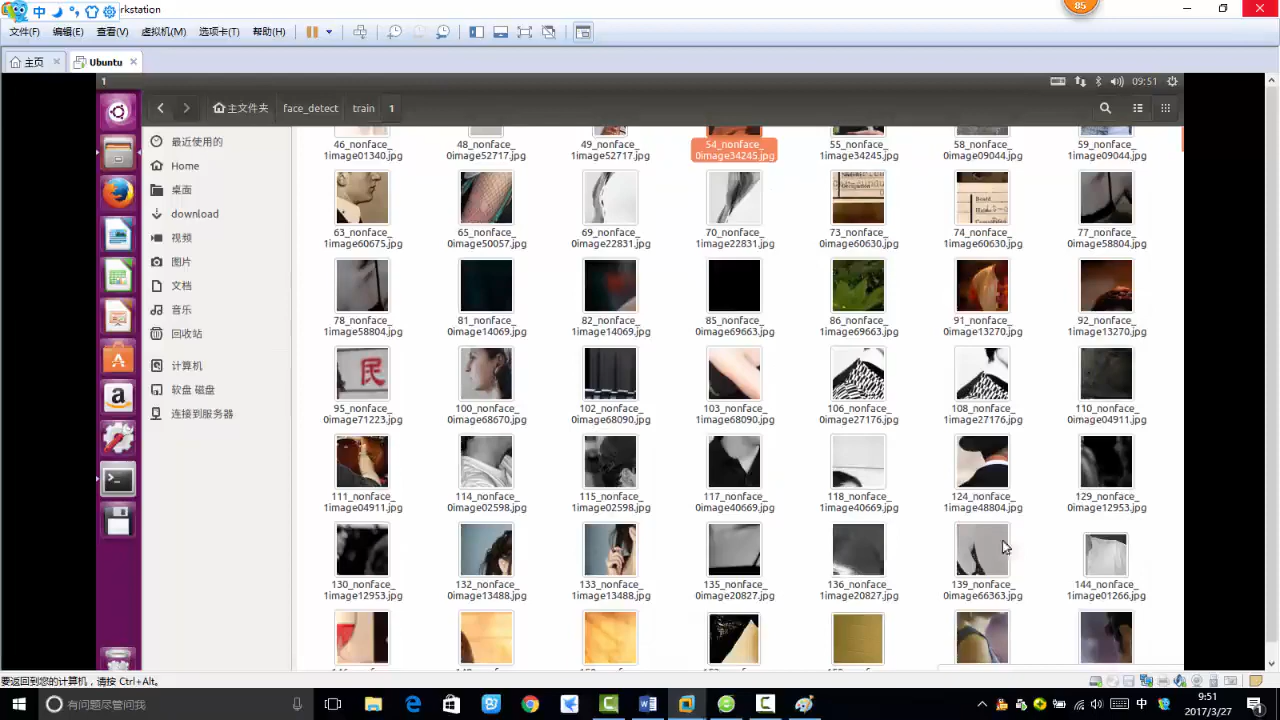 中
rkstation
85
文件(F) 编辑(E) 查看(V) 虚拟机(M) 选项卡(T) 帮助(H)
主页 Ubuntu
1 09:51
主文件夹 face_detect train 1
最近使用的
Home
桌面
download
视频
图片
文档
音乐
回收站
计算机
软盘 磁盘
连接到服务器
46_nonface_ 48_nonface_ 49_nonface_ 54_nonface_ 55_nonface_ 58_nonface_ 59_nonface_
1image01340.jpg 0image52717.jpg 1image52717.jpg 0image34245.jpg 1image34245.jpg 0image09044.jpg 1image09044.jpg
63_nonface_ 65_nonface_ 69_nonface_ 70_nonface_ 73_nonface_ 74_nonface_ 77_nonface_
1image60675.jpg 0image50057.jpg 0image22831.jpg 1image22831.jpg 0image60630.jpg 1image60630.jpg 0image58804.jpg
78_nonface_ 81_nonface_ 82_nonface_ 85_nonface_ 86_nonface_ 91_nonface_ 92_nonface_
1image58804.jpg 0image14069.jpg 1image14069.jpg 0image69663.jpg 1image69663.jpg 0image13270.jpg 1image13270.jpg
民
95_nonface_ 100_nonface_ 102_nonface_ 103_nonface_ 106_nonface_ 108_nonface_ 110_nonface_
0image71223.jpg 0image68670.jpg 0image68090.jpg 1image68090.jpg 0image27176.jpg 1image27176.jpg 0image04911.jpg
111_nonface_ 114_nonface_ 115_nonface_ 117_nonface_ 118_nonface_ 124_nonface_ 129_nonface_
1image04911.jpg 0image02598.jpg 1image02598.jpg 0image40669.jpg 1image40669.jpg 1image48804.jpg 0image12953.jpg
130_nonface_ 132_nonface_ 133_nonface_ 135_nonface_ 136_nonface_ 139_nonface_ 144_nonface_
1image12953.jpg 0image13488.jpg 1image13488.jpg 0image20827.jpg 1image20827.jpg 0image66363.jpg 1image01266.jpg
要返回到您的计算机，请按 Ctrl+Alt。
有问题尽管问我
中
9:51
2017/3/27